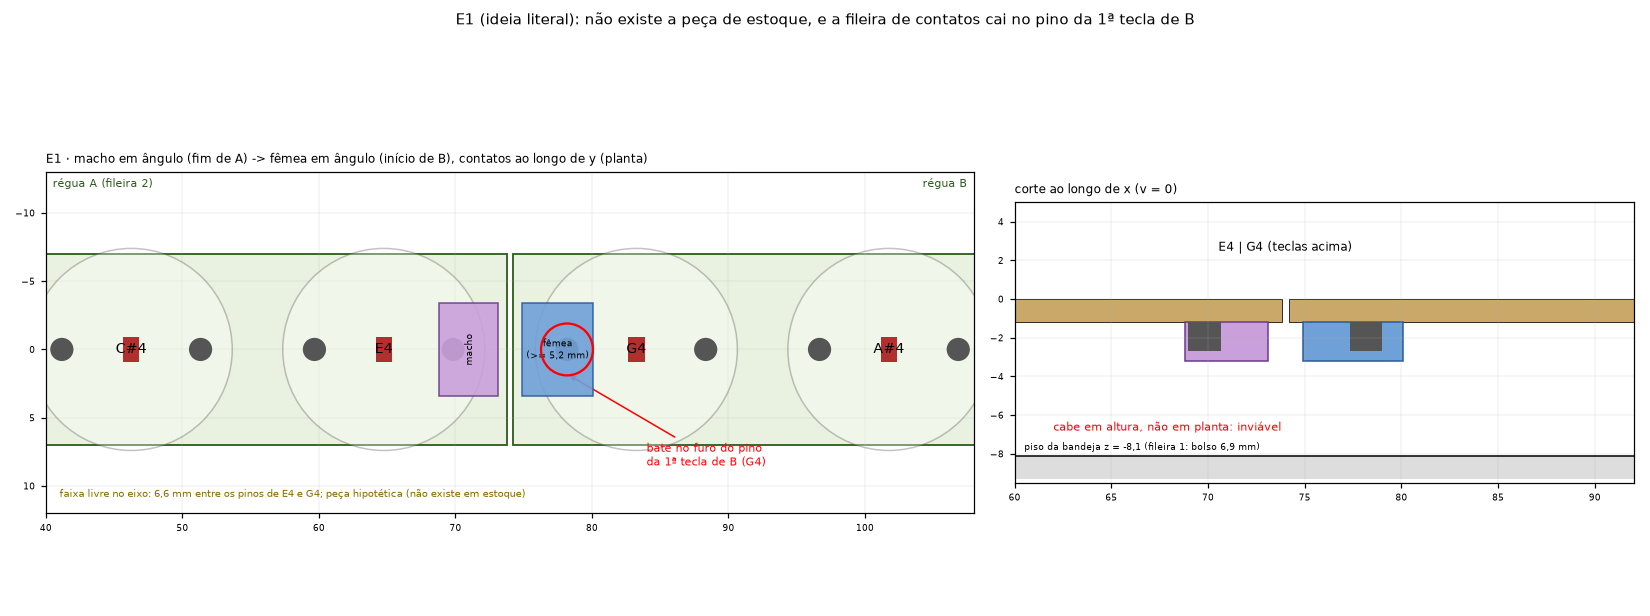 E1 (ideia literal): não existe a peça de estoque, e a fileira de contatos cai no pino da 1ª tecla de B
E1 · macho em ângulo (fim de A) -> fêmea em ângulo (início de B), contatos ao longo de y (planta)
régua A (fileira 2)
régua B
C#4
E4
macho
fêmea
(>= 5,2 mm)
G4
A#4
bate no furo do pino
da 1ª tecla de B (G4)
faixa livre no eixo: 6,6 mm entre os pinos de E4 e G4; peça hipotética (não existe em estoque)
−10
−5
0
5
10
40
50
60
70
80
90
100
corte ao longo de x (v = 0)
E4 | G4 (teclas acima)
cabe em altura, não em planta: inviável
piso da bandeja z = -8,1 (fileira 1: bolso 6,9 mm)
4
2
0
−2
−4
−6
−8
60
65
70
75
80
85
90